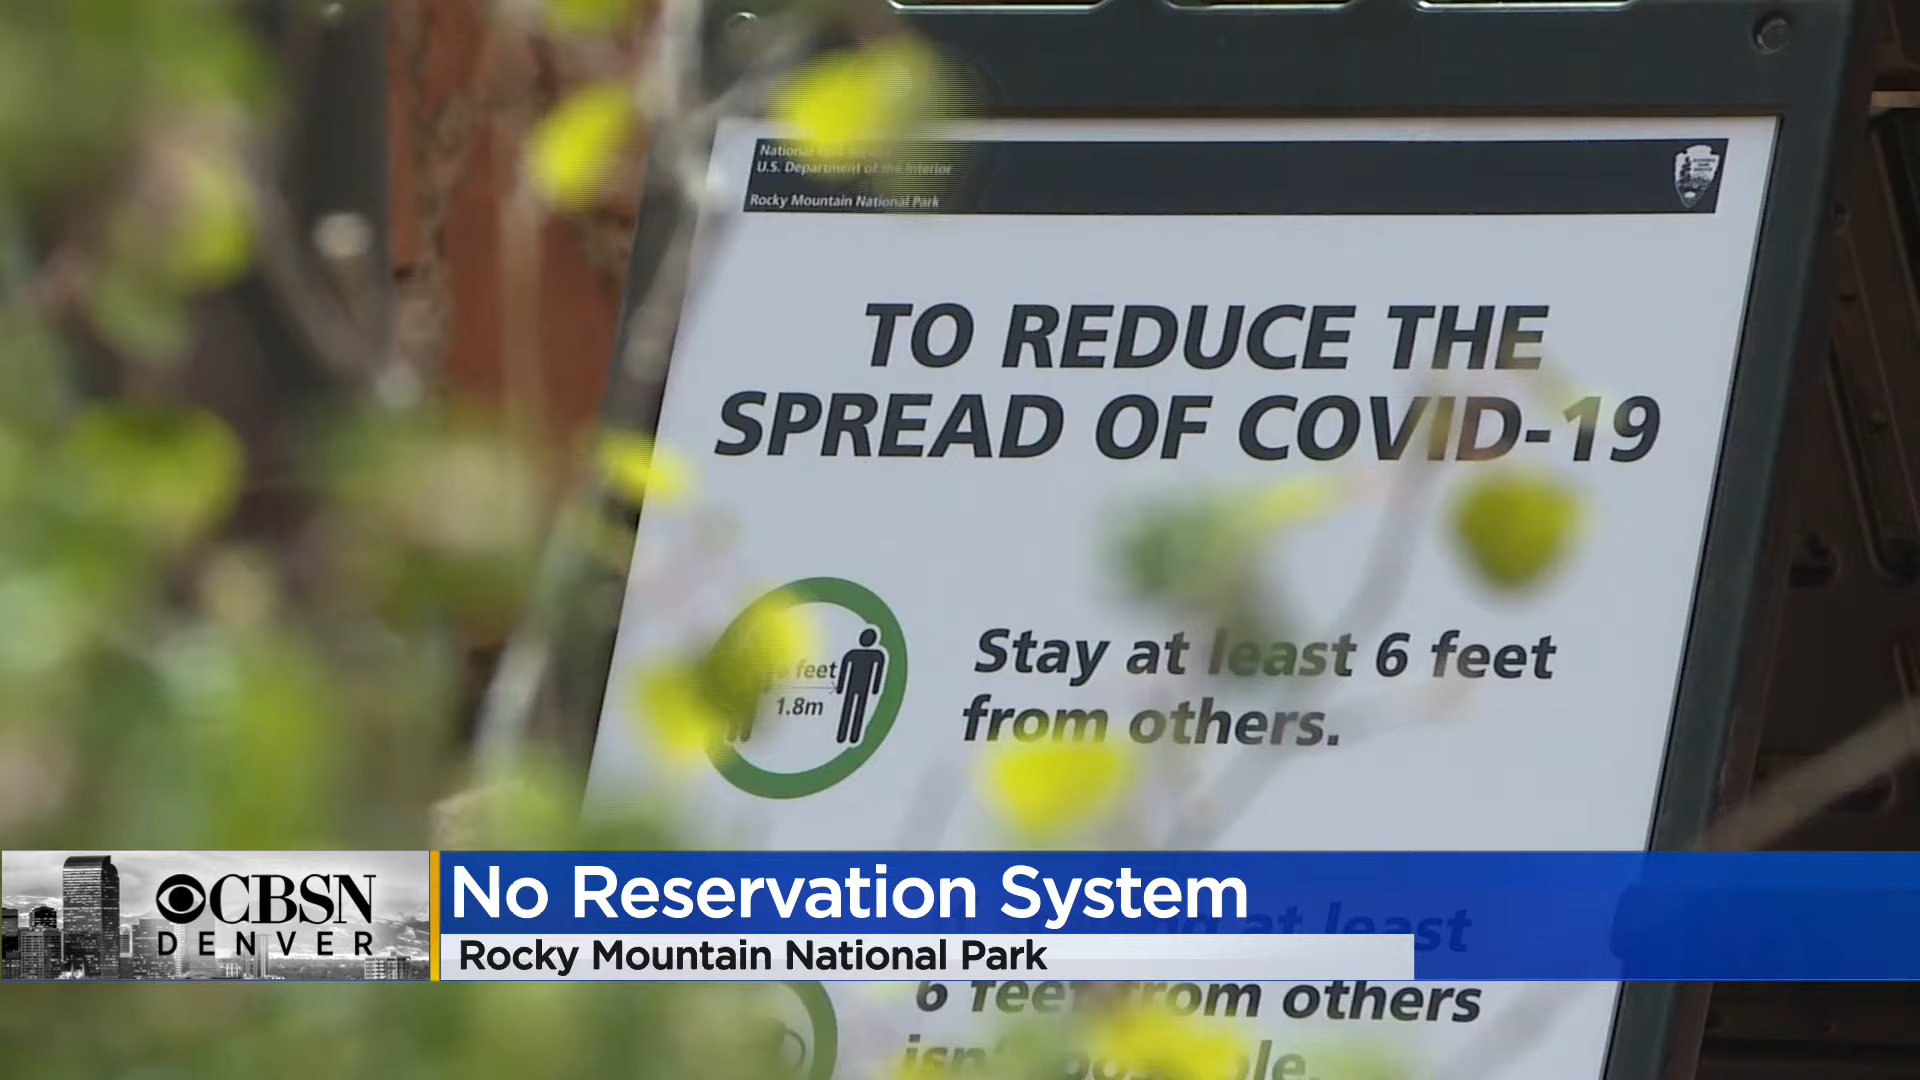 National
U.S. Department of the Interior
Rocky Mountain National Park
TO REDUCE THE
SPREAD OF COVID-19
feet
1.8m
Stay at least 6 feet
from others.
CBSN
DENVER
No Reservation System
at least
Rocky Mountain National Park
6 feet from others